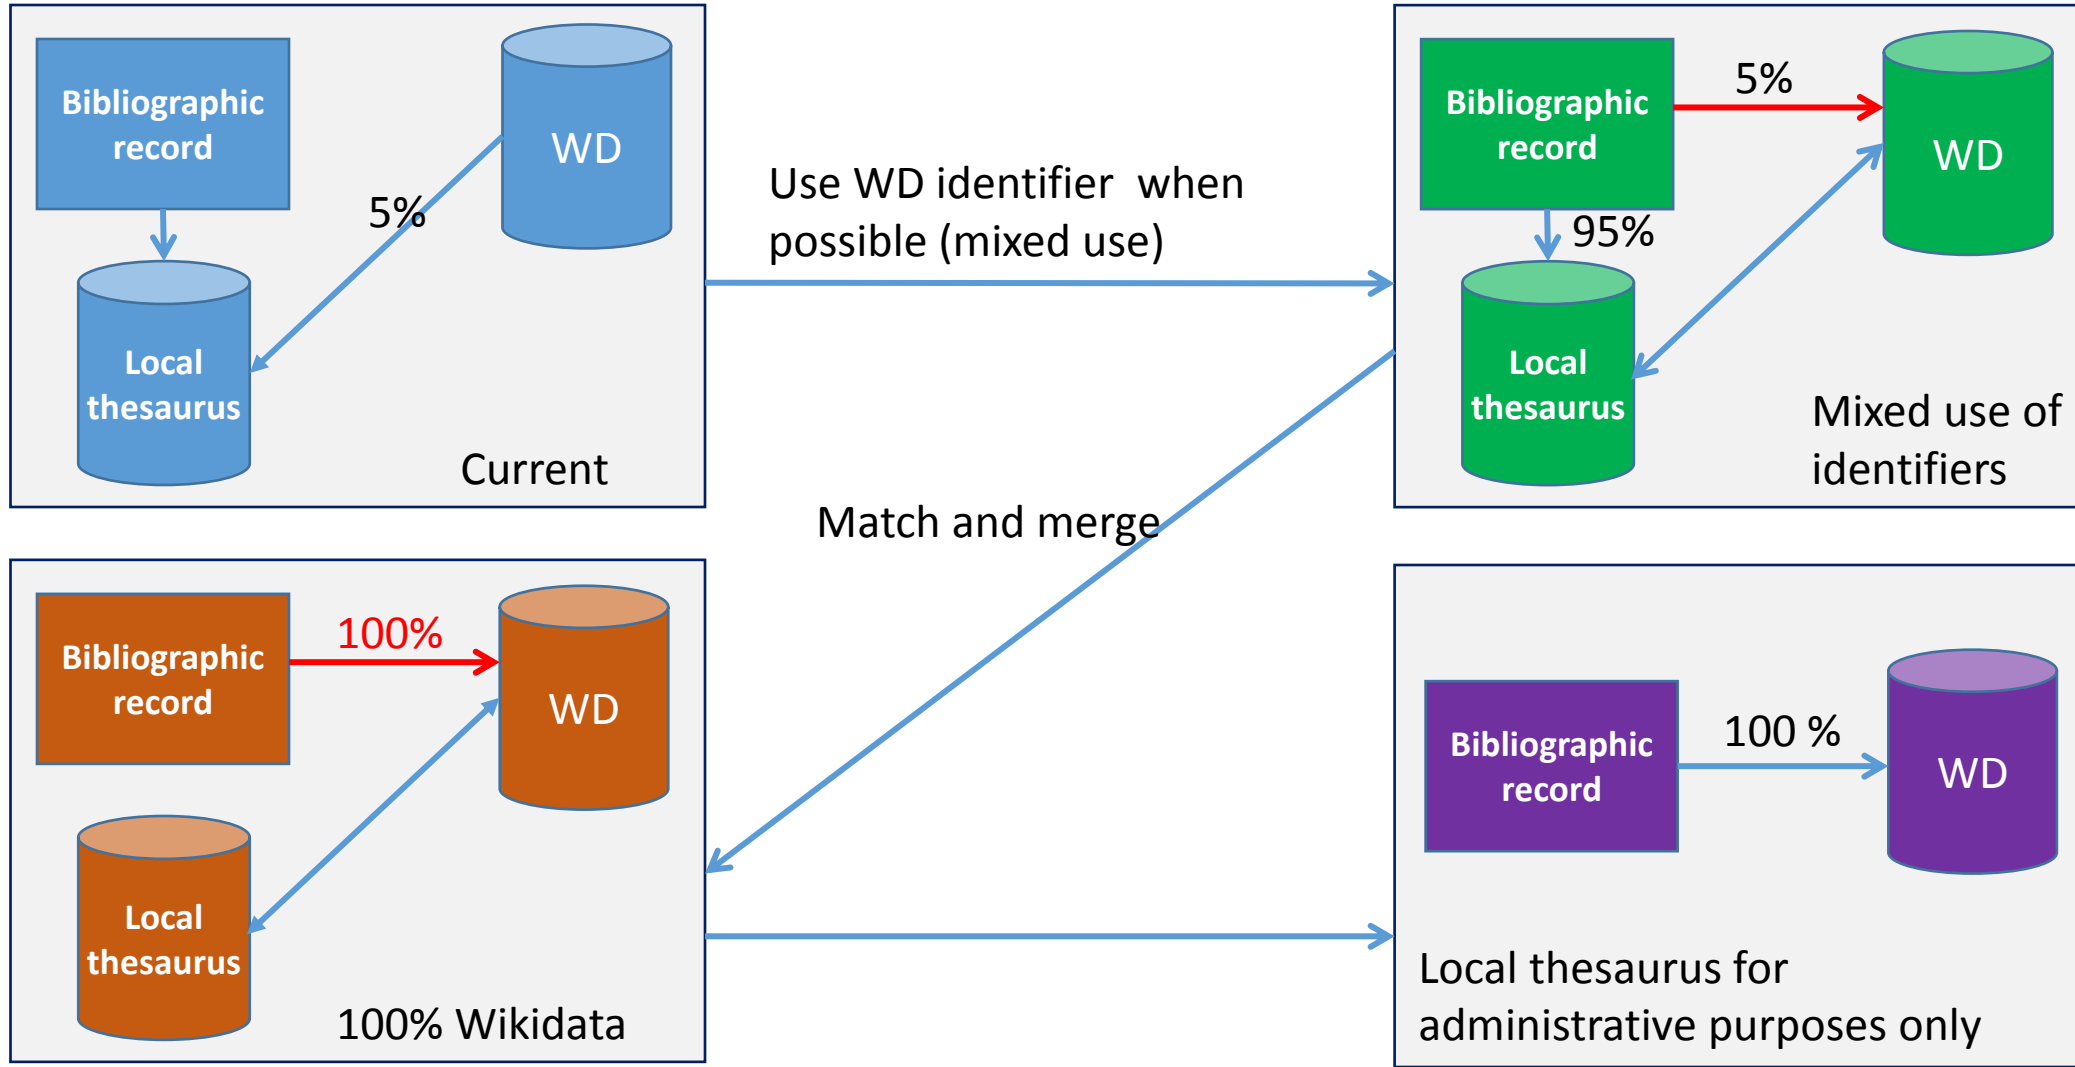 Bibliographic
record
WD
5%
Local
thesaurus
Current
Use WD identifier  when
possible (mixed use)
Bibliographic
record
5%
WD
95%
Local
thesaurus
Mixed use of
identifiers
Match and merge
Bibliographic
record
100%
WD
Local
thesaurus
100% Wikidata
Bibliographic
record
100 %
WD
Local thesaurus for
administrative purposes only